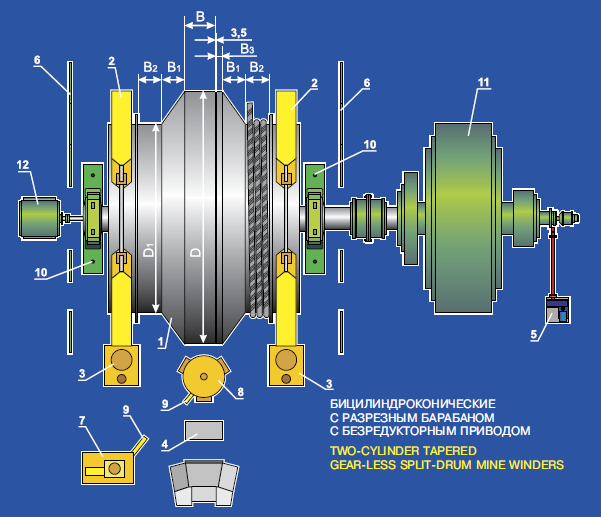 B
3,5
B3
B2 B1 B1 B2
6
2
2
6
11
12
10
10
D1
D
1
3
3
5
8
9
9
7
4
БИЦИЛИНДРОКОНИЧЕСКИЕ
С РАЗРЕЗНЫМ БАРАБАНОМ
С БЕЗРЕДУКТОРНЫМ ПРИВОДОМ
TWO-CYLINDER TAPERED
GEAR-LESS SPLIT-DRUM MINE WINDERS